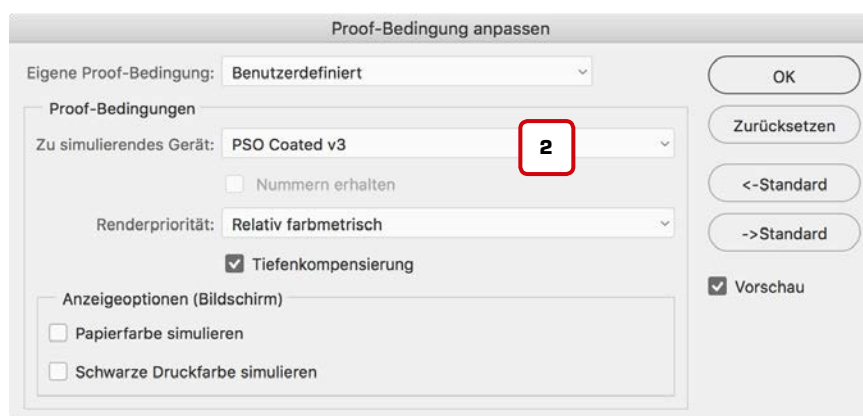 Proof-Bedingung anpassen
Eigene Proof-Bedingung: Benutzerdefiniert
OK
Proof-Bedingungen
Zurücksetzen
Zu simulierendes Gerät: PSO Coated v3
2
Nummern erhalten
<-Standard
Renderpriorität: Relativ farbmetrisch
->Standard
Tiefenkompensierung
Vorschau
Anzeigeoptionen (Bildschirm)
Papierfarbe simulieren
Schwarze Druckfarbe simulieren